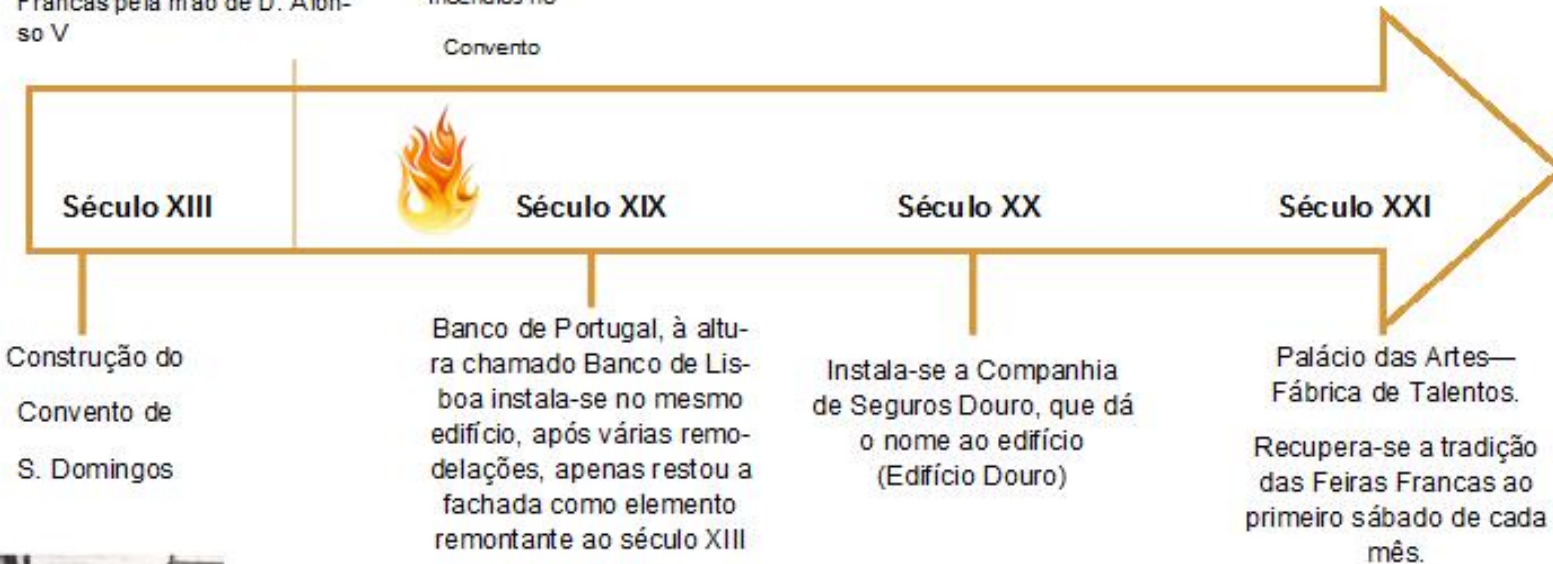 Francas pela mão de D. Afon-
so V
Incêndios no
Convento
Século XIII
Século XIX
Século XX
Século XXI
Construção do
Convento de
S. Domingos
Banco de Portugal, à altu-
ra chamado Banco de Lis-
boa instala-se no mesmo
edifício, após várias remo-
delações, apenas restou a
fachada como elemento
remontante ao século XIII
Instala-se a Companhia
de Seguros Douro, que dá
o nome ao edifício
(Edifício Douro)
Palácio das Artes—
Fábrica de Talentos.
Recupera-se a tradição
das Feiras Francas ao
primeiro sábado de cada
mês.